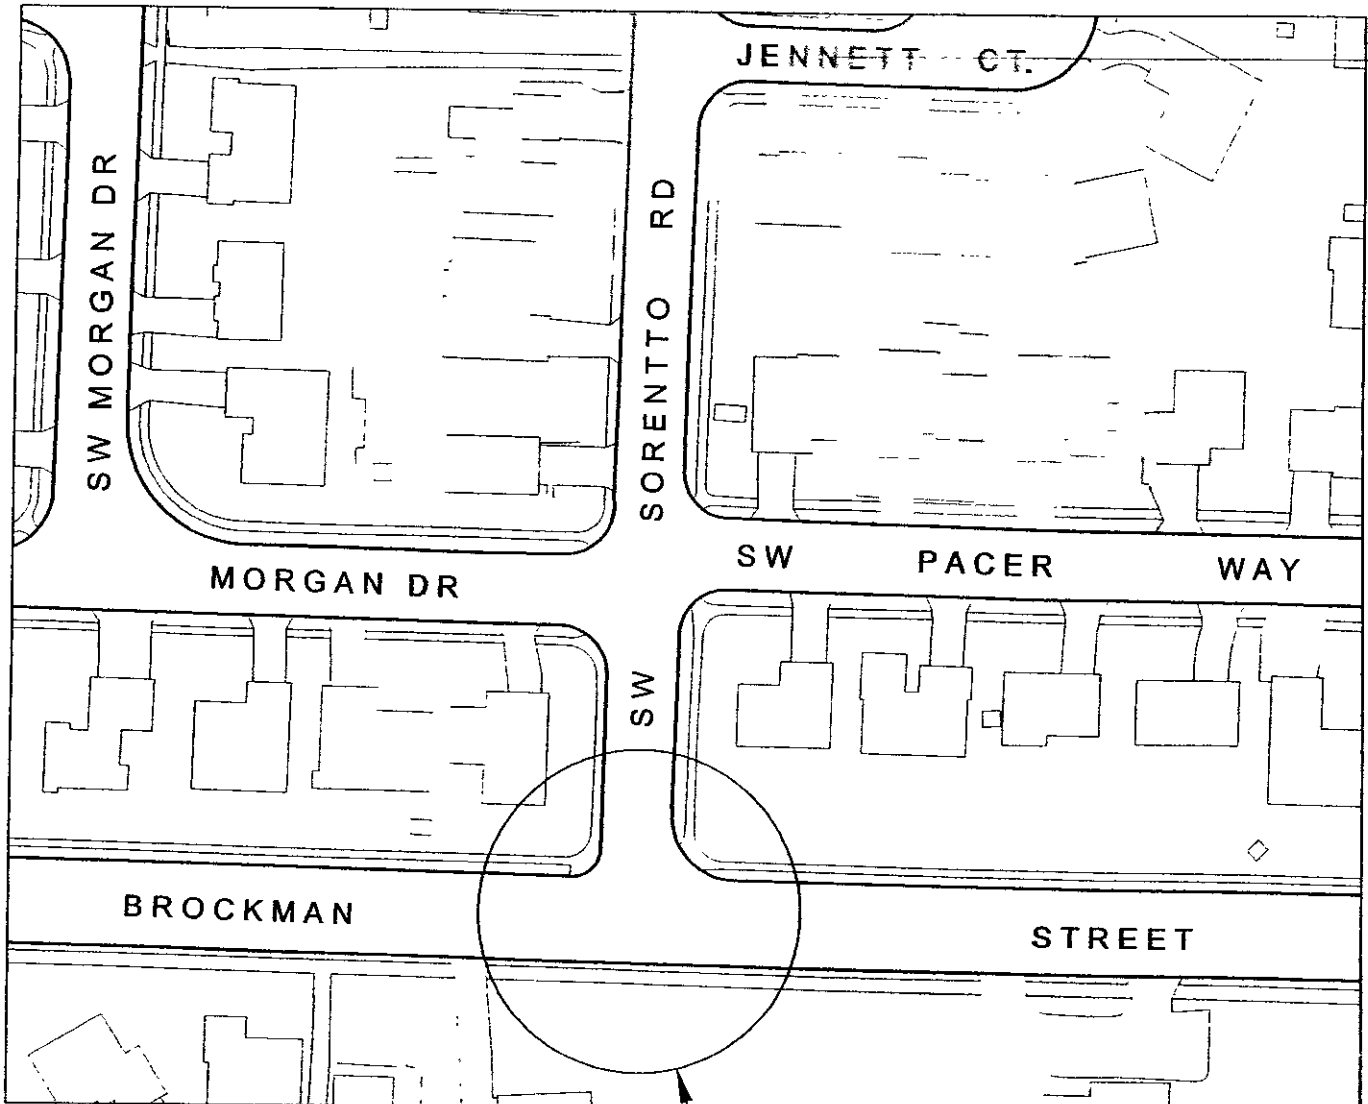 JENNETT CT.
SW MORGAN DR
SW SORENTTO RD
SW PACER WAY
MORGAN DR
BROCKMAN STREET